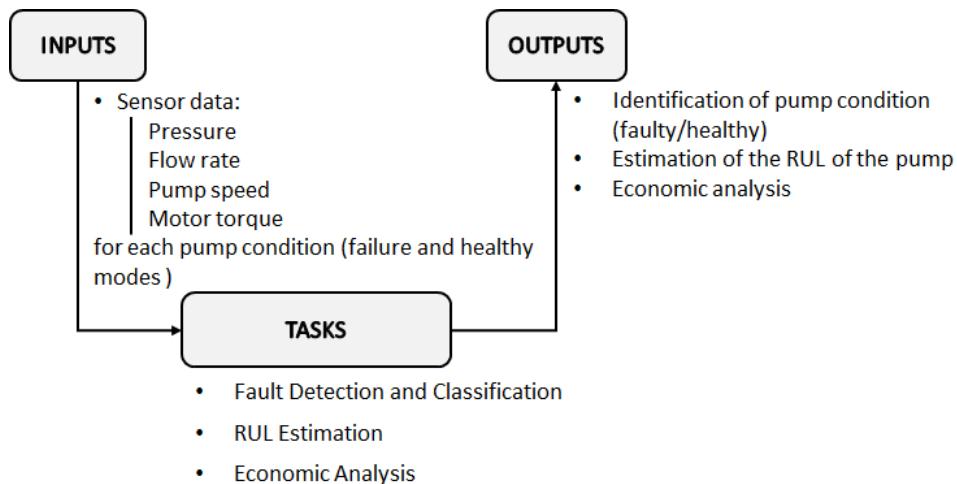 INPUTS
• Sensor data:
Pressure
Flow rate
Pump speed
Motor torque
for each pump condition (failure and healthy
modes )
OUTPUTS
• Identification of pump condition
(faulty/healthy)
• Estimation of the RUL of the pump
• Economic analysis
TASKS
• Fault Detection and Classification
• RUL Estimation
• Economic Analysis